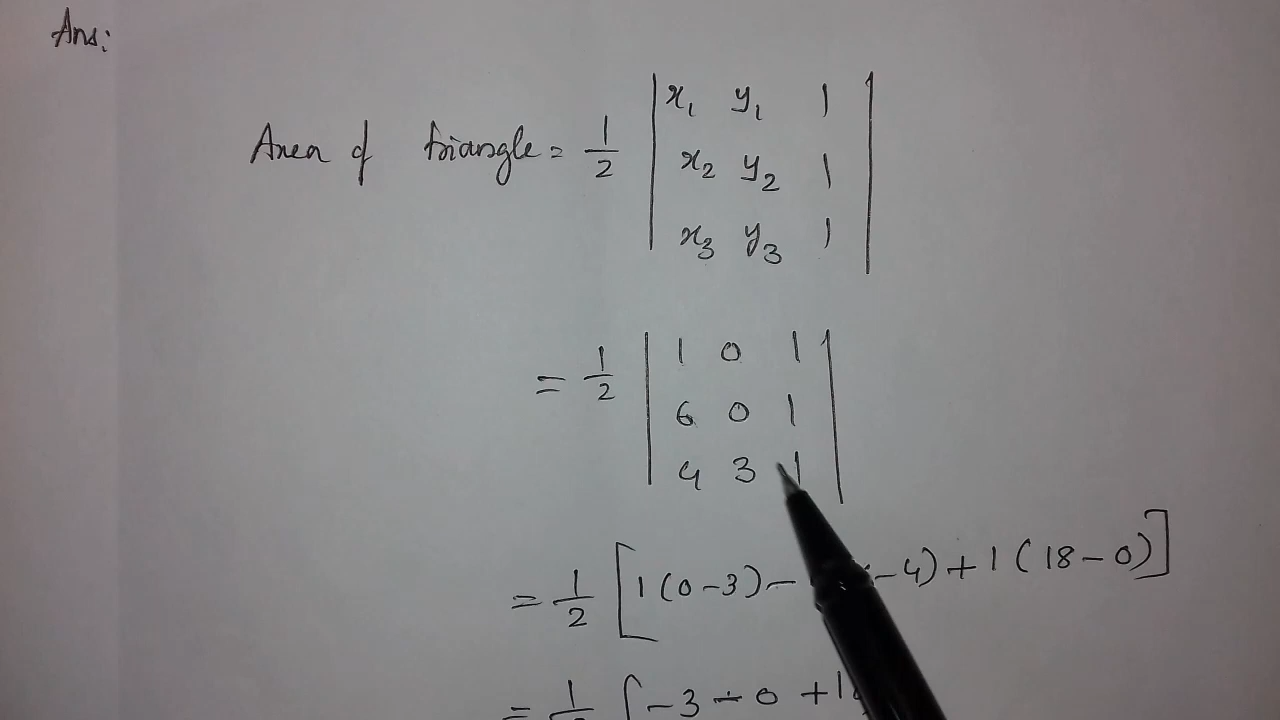 Ans:
Area of triangle = 1/2 | x₁ y₁ 1 |
| x₂ y₂ 1 |
| x₃ y₃ 1 |
= 1/2 | 1 0 1 |
| 6 0 1 |
| 4 3 1 |
= 1/2 [ 1 (0 - 3) - - 4) + 1 (18 - 0) ]
= 1/2 [ -3 - 0 + 1